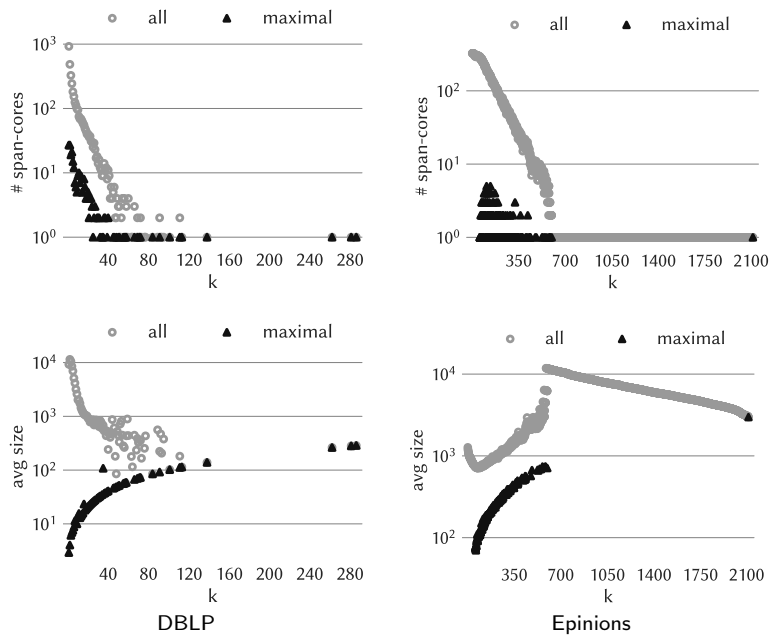 all maximal
all maximal
10³
10²
10¹
10⁰
# span-cores
40 80 120 160 200 240 280
k
10²
10¹
10⁰
# span-cores
350 700 1050 1400 1750 2100
k
all maximal
all maximal
10⁴
10³
10²
10¹
avg size
40 80 120 160 200 240 280
k
10⁴
10³
10²
avg size
350 700 1050 1400 1750 2100
k
DBLP
Epinions